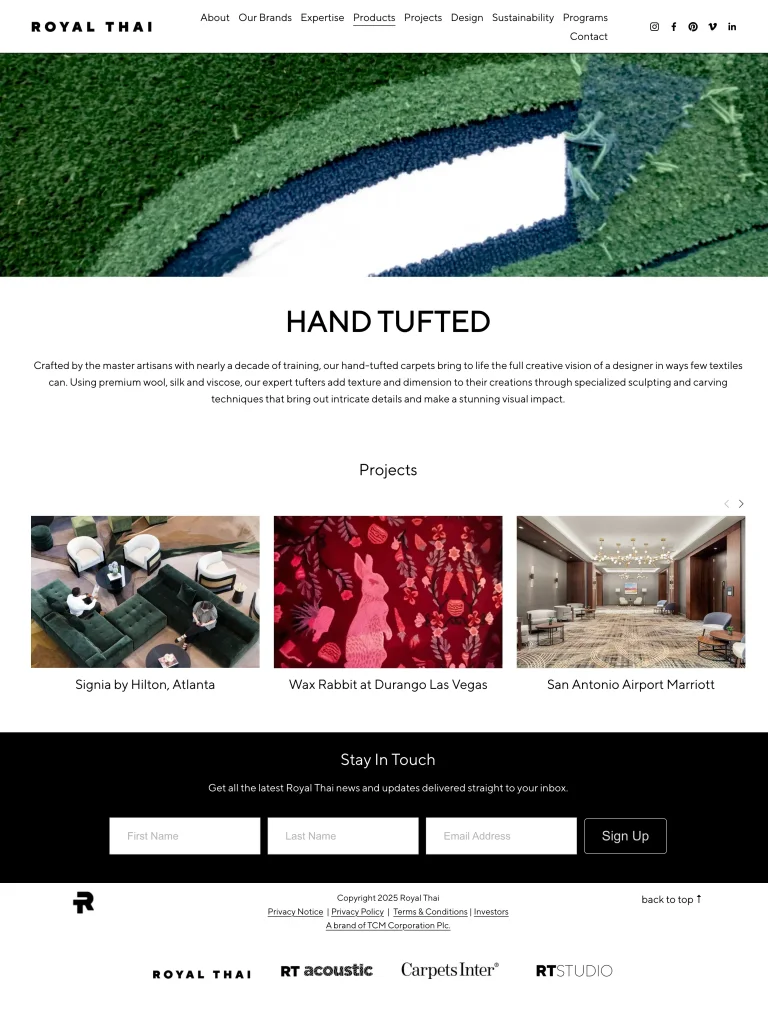 ROYAL THAI
About Our Brands Expertise Products Projects Design Sustainability Programs
Contact
HAND TUFTED
Crafted by the master artisans with nearly a decade of training, our hand-tufted carpets bring to life the full creative vision of a designer in ways few textiles
can. Using premium wool, silk and viscose, our expert tufters add texture and dimension to their creations through specialized sculpting and carving
techniques that bring out intricate details and make a stunning visual impact.
Projects
Signia by Hilton, Atlanta
Wax Rabbit at Durango Las Vegas
San Antonio Airport Marriott
Stay In Touch
Get all the latest Royal Thai news and updates delivered straight to your inbox.
First Name
Last Name
Email Address
Sign Up
Copyright 2025 Royal Thai
Privacy Notice | Privacy Policy | Terms & Conditions | Investors
A brand of TCM Corporation Plc.
back to top ↑
ROYAL THAI
RT acoustic
Carpets Inter®
RTSTUDIO